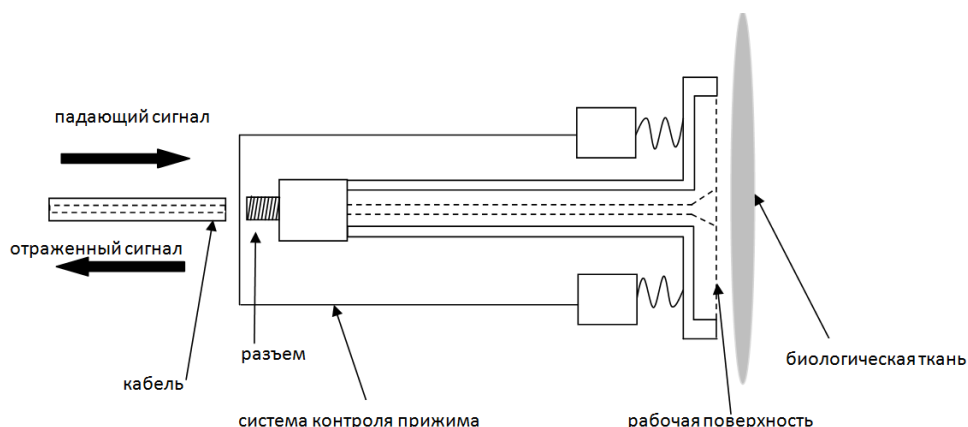 падающий сигнал
отраженный сигнал
разъем
биологическая ткань
кабель
система контроля прижима
рабочая поверхность